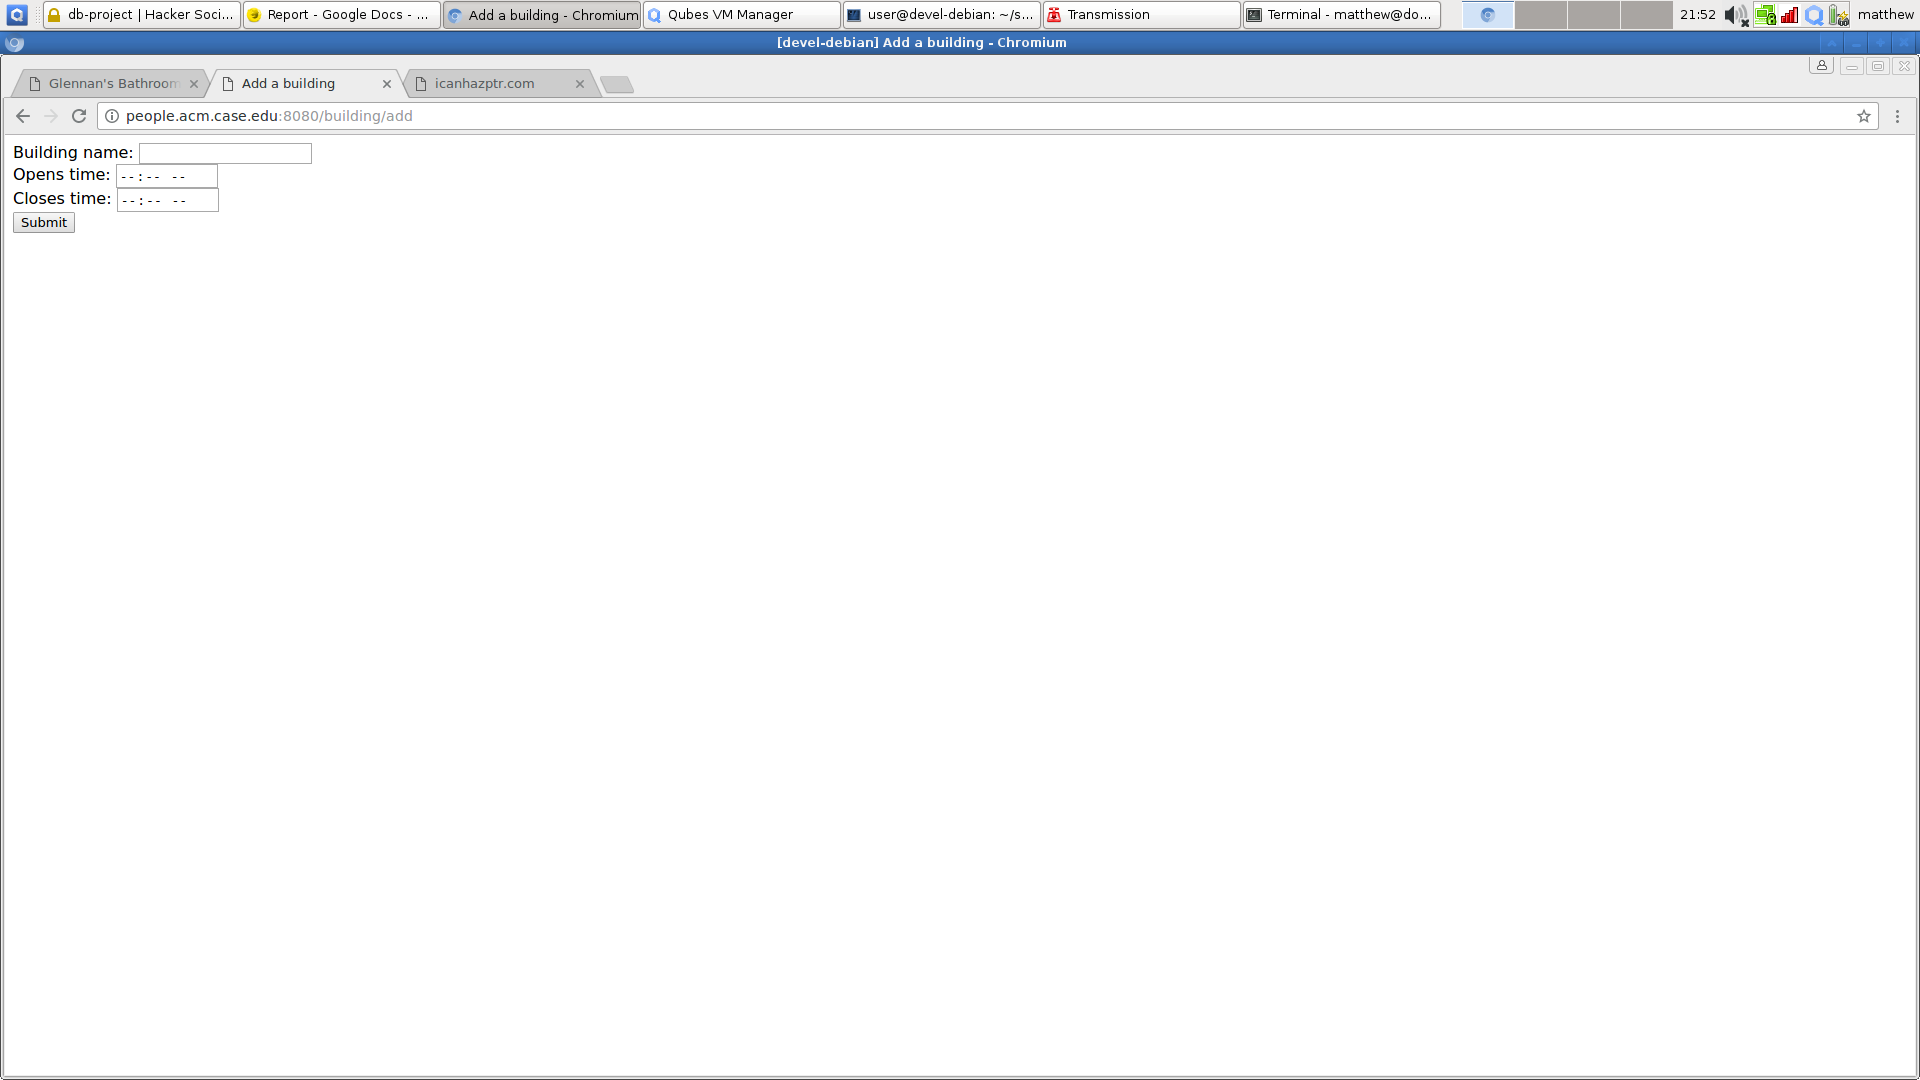 db-project | Hacker Soci... Report - Google Docs - ... Add a building - Chromium Qubes VM Manager user@devel-debian: ~/s... Transmission Terminal - matthew@do... 21:52 matthew
[devel-debian] Add a building - Chromium
Glennan's Bathroom Add a building icanhazptr.com
people.acm.case.edu:8080/building/add
Building name:
Opens time: --:-- --
Closes time: --:-- --
Submit